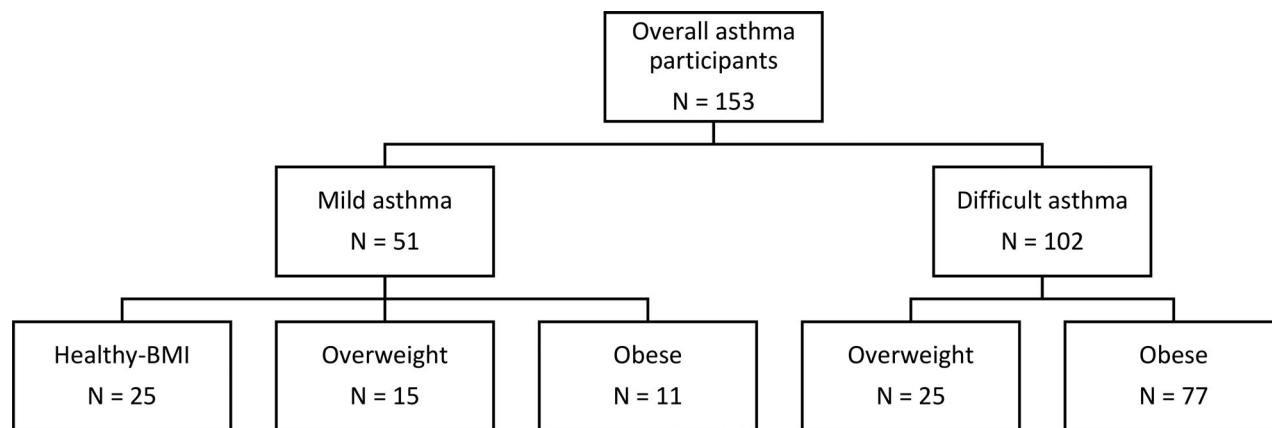 Overall asthma
participants
N = 153
Mild asthma
N = 51
Difficult asthma
N = 102
Healthy-BMI
N = 25
Overweight
N = 15
Obese
N = 11
Overweight
N = 25
Obese
N = 77